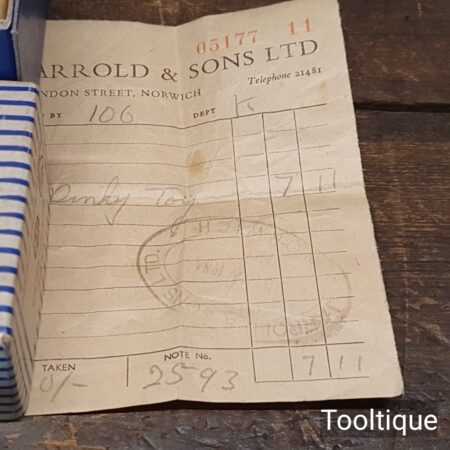 05177 11
ARROLD & SONS LTD
NDON STREET, NORWICH
Telephone 21481
BY 106 DEPT K
Dinky Toy 7 11
TAKEN NOTE No. 7 11
0/- 2593
Tooltique